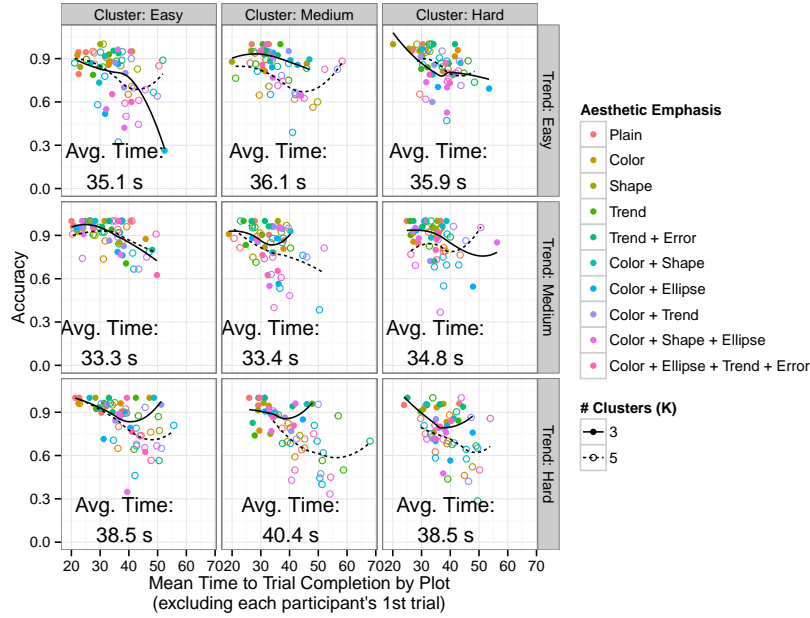 Cluster: Easy
Cluster: Medium
Cluster: Hard
Accuracy
0.9
0.6
0.3
0.0
Avg. Time:
35.1 s
Avg. Time:
36.1 s
Avg. Time:
35.9 s
Trend: Easy
0.9
0.6
0.3
0.0
Avg. Time:
33.3 s
Avg. Time:
33.4 s
Avg. Time:
34.8 s
Trend: Medium
0.9
0.6
0.3
0.0
Avg. Time:
38.5 s
Avg. Time:
40.4 s
Avg. Time:
38.5 s
Trend: Hard
20 30 40 50 60 70
20 30 40 50 60 70
20 30 40 50 60 70
Mean Time to Trial Completion by Plot
(excluding each participant's 1st trial)
Aesthetic Emphasis
Plain
Color
Shape
Trend
Trend + Error
Color + Shape
Color + Ellipse
Color + Trend
Color + Shape + Ellipse
Color + Ellipse + Trend + Error
# Clusters (K)
3
5